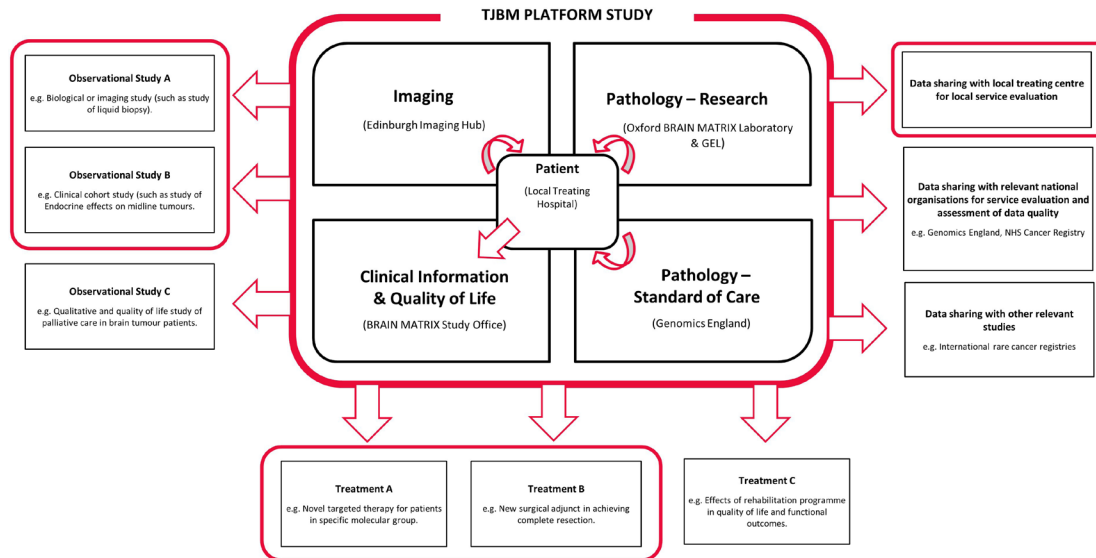 TJBM PLATFORM STUDY
Observational Study A
e.g. Biological or imaging study (such as study
of liquid biopsy).
Observational Study B
e.g. Clinical cohort study (such as study of
Endocrine effects on midline tumours.
Observational Study C
e.g. Qualitative and quality of life study of
palliative care in brain tumour patients.
Imaging
(Edinburgh Imaging Hub)
Pathology – Research
(Oxford BRAIN MATRIX Laboratory
& GEL)
Patient
(Local Treating
Hospital)
Clinical Information
& Quality of Life
(BRAIN MATRIX Study Office)
Pathology –
Standard of Care
(Genomics England)
Data sharing with local treating centre
for local service evaluation
Data sharing with relevant national
organisations for service evaluation and
assessment of data quality
e.g. Genomics England, NHS Cancer Registry
Data sharing with other relevant
studies
e.g. International rare cancer registries
Treatment A
e.g. Novel targeted therapy for patients
in specific molecular group.
Treatment B
e.g. New surgical adjunct in achieving
complete resection.
Treatment C
e.g. Effects of rehabilitation programme
in quality of life and functional
outcomes.